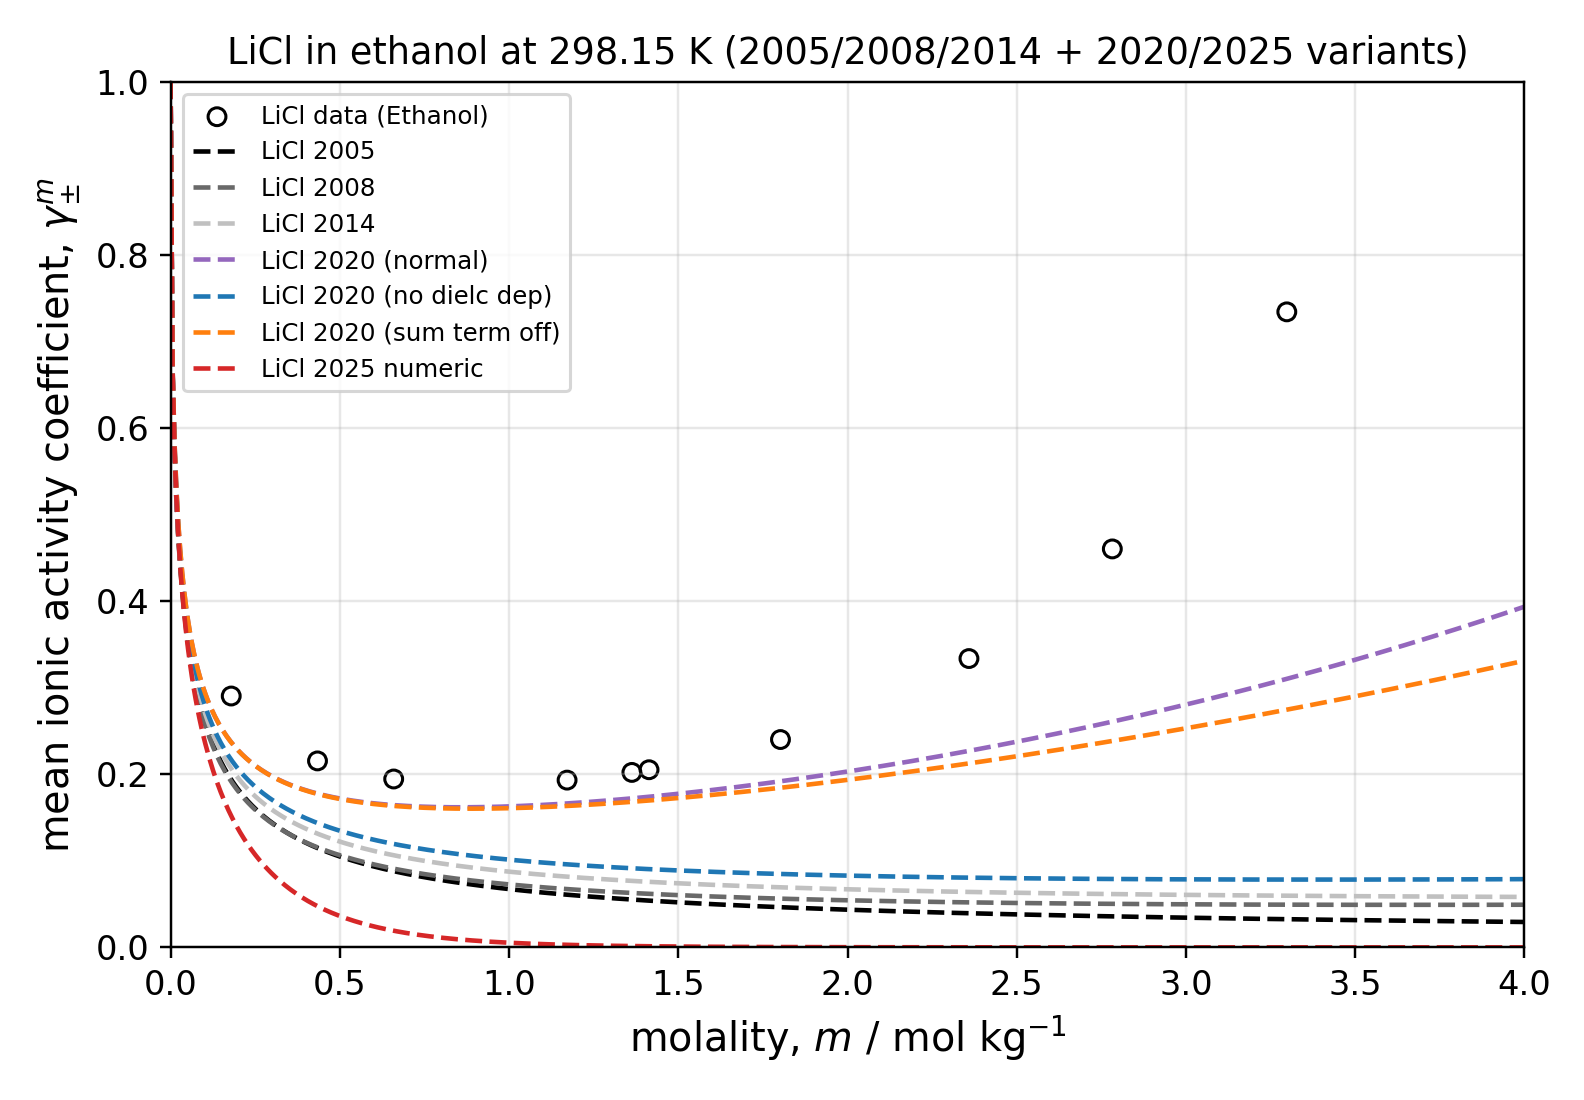 LiCl in ethanol at 298.15 K (2005/2008/2014 + 2020/2025 variants)
mean ionic activity coefficient, γ±^m
1.0
0.8
0.6
0.4
0.2
0.0
LiCl data (Ethanol)
LiCl 2005
LiCl 2008
LiCl 2014
LiCl 2020 (normal)
LiCl 2020 (no dielc dep)
LiCl 2020 (sum term off)
LiCl 2025 numeric
0.0 0.5 1.0 1.5 2.0 2.5 3.0 3.5 4.0
molality, m / mol kg⁻¹